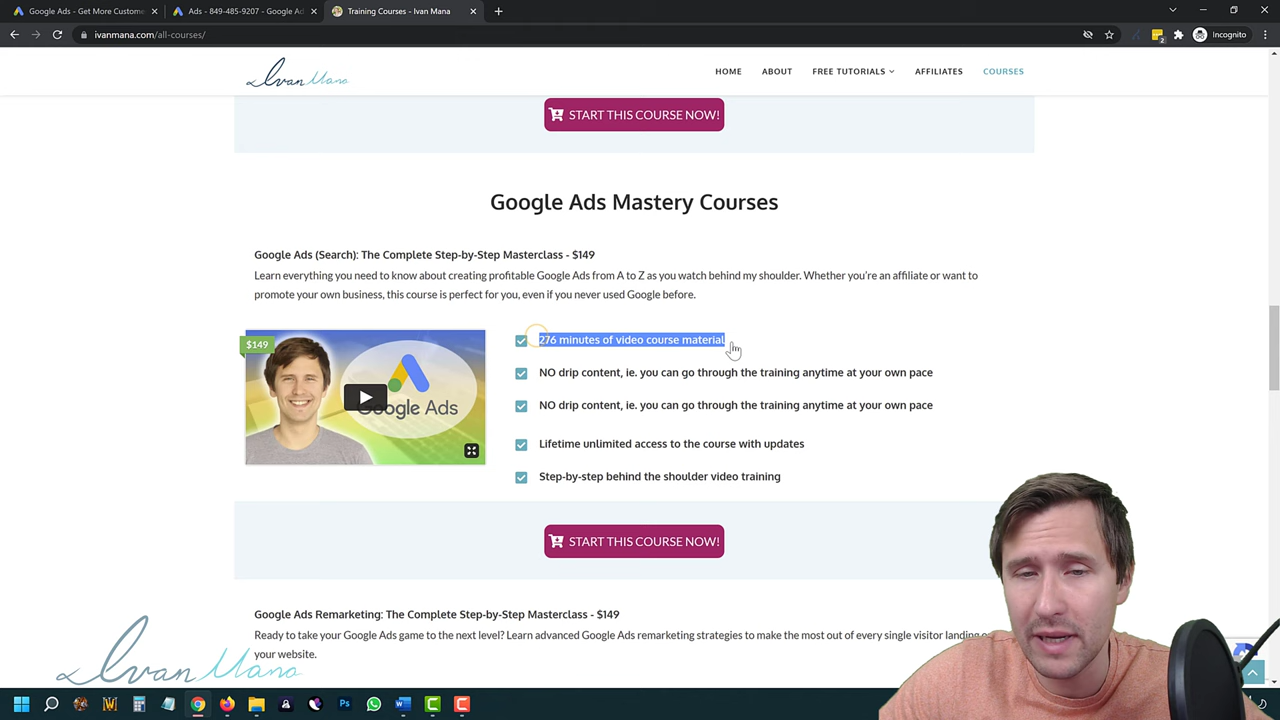 Google Ads - Get More Custome
Ads - 849-485-9207 - Google Ad
Training Courses - Ivan Mana
ivanmana.com/all-courses/
Incognito
Ivan Mana
HOME
ABOUT
FREE TUTORIALS
AFFILIATES
COURSES
START THIS COURSE NOW!
Google Ads Mastery Courses
Google Ads (Search): The Complete Step-by-Step Masterclass - $149
Learn everything you need to know about creating profitable Google Ads from A to Z as you watch behind my shoulder. Whether you're an affiliate or want to
promote your own business, this course is perfect for you, even if you never used Google before.
$149
Google Ads
276 minutes of video course material
NO drip content, ie. you can go through the training anytime at your own pace
NO drip content, ie. you can go through the training anytime at your own pace
Lifetime unlimited access to the course with updates
Step-by-step behind the shoulder video training
START THIS COURSE NOW!
Google Ads Remarketing: The Complete Step-by-Step Masterclass - $149
Ready to take your Google Ads game to the next level? Learn advanced Google Ads remarketing strategies to make the most out of every single visitor landing o
your website.
Ivan Mana